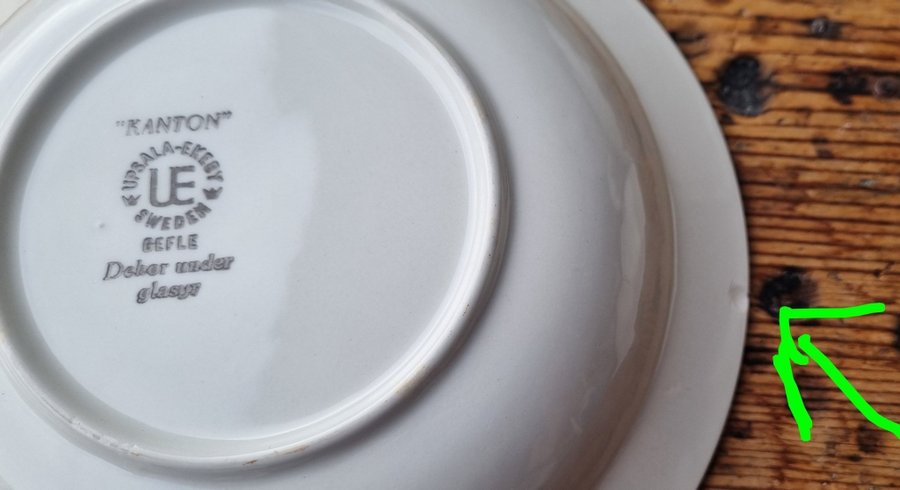 "KANTON"
UPSALA-EKEBY
UE
SWEDEN
GEFLE
Dekor under
glasyr